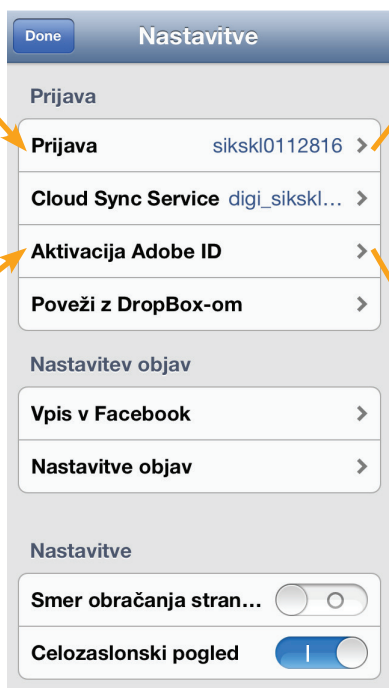 Done Nastavitve
Prijava
Prijava sikskl0112816
Cloud Sync Service digi_sikskl...
Aktivacija Adobe ID
Poveži z DropBox-om
Nastavitev objav
Vpis v Facebook
Nastavitve objav
Nastavitve
Smer obračanja stran...
Celozaslonski pogled